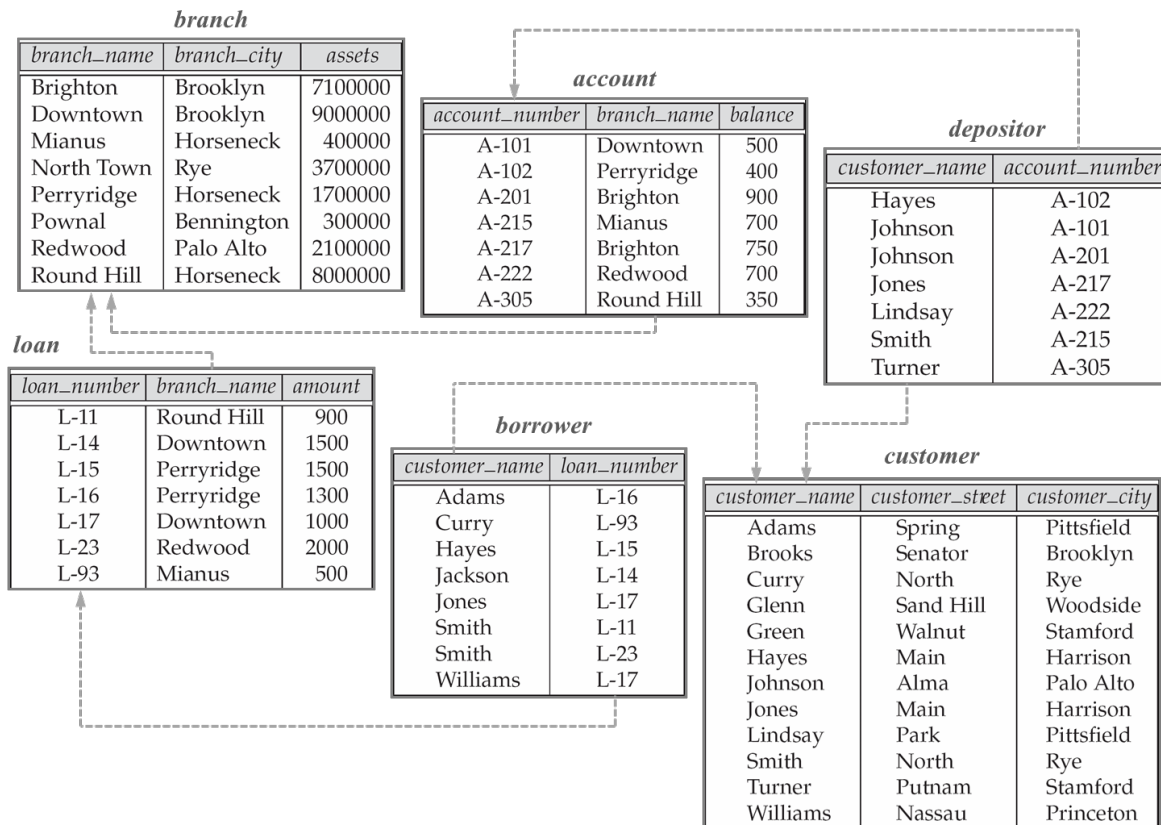 branch
branch_name branch_city assets
Brighton Brooklyn 7100000
Downtown Brooklyn 9000000
Mianus Horseneck 400000
North Town Rye 3700000
Perryridge Horseneck 1700000
Pownal Bennington 300000
Redwood Palo Alto 2100000
Round Hill Horseneck 8000000
account
account_number branch_name balance
A-101 Downtown 500
A-102 Perryridge 400
A-201 Brighton 900
A-215 Mianus 700
A-217 Brighton 750
A-222 Redwood 700
A-305 Round Hill 350
depositor
customer_name account_number
Hayes A-102
Johnson A-101
Johnson A-201
Jones A-217
Lindsay A-222
Smith A-215
Turner A-305
loan
loan_number branch_name amount
L-11 Round Hill 900
L-14 Downtown 1500
L-15 Perryridge 1500
L-16 Perryridge 1300
L-17 Downtown 1000
L-23 Redwood 2000
L-93 Mianus 500
borrower
customer_name loan_number
Adams L-16
Curry L-93
Hayes L-15
Jackson L-14
Jones L-17
Smith L-11
Smith L-23
Williams L-17
customer
customer_name customer_street customer_city
Adams Spring Pittsfield
Brooks Senator Brooklyn
Curry North Rye
Glenn Sand Hill Woodside
Green Walnut Stamford
Hayes Main Harrison
Johnson Alma Palo Alto
Jones Main Harrison
Lindsay Park Pittsfield
Smith North Rye
Turner Putnam Stamford
Williams Nassau Princeton